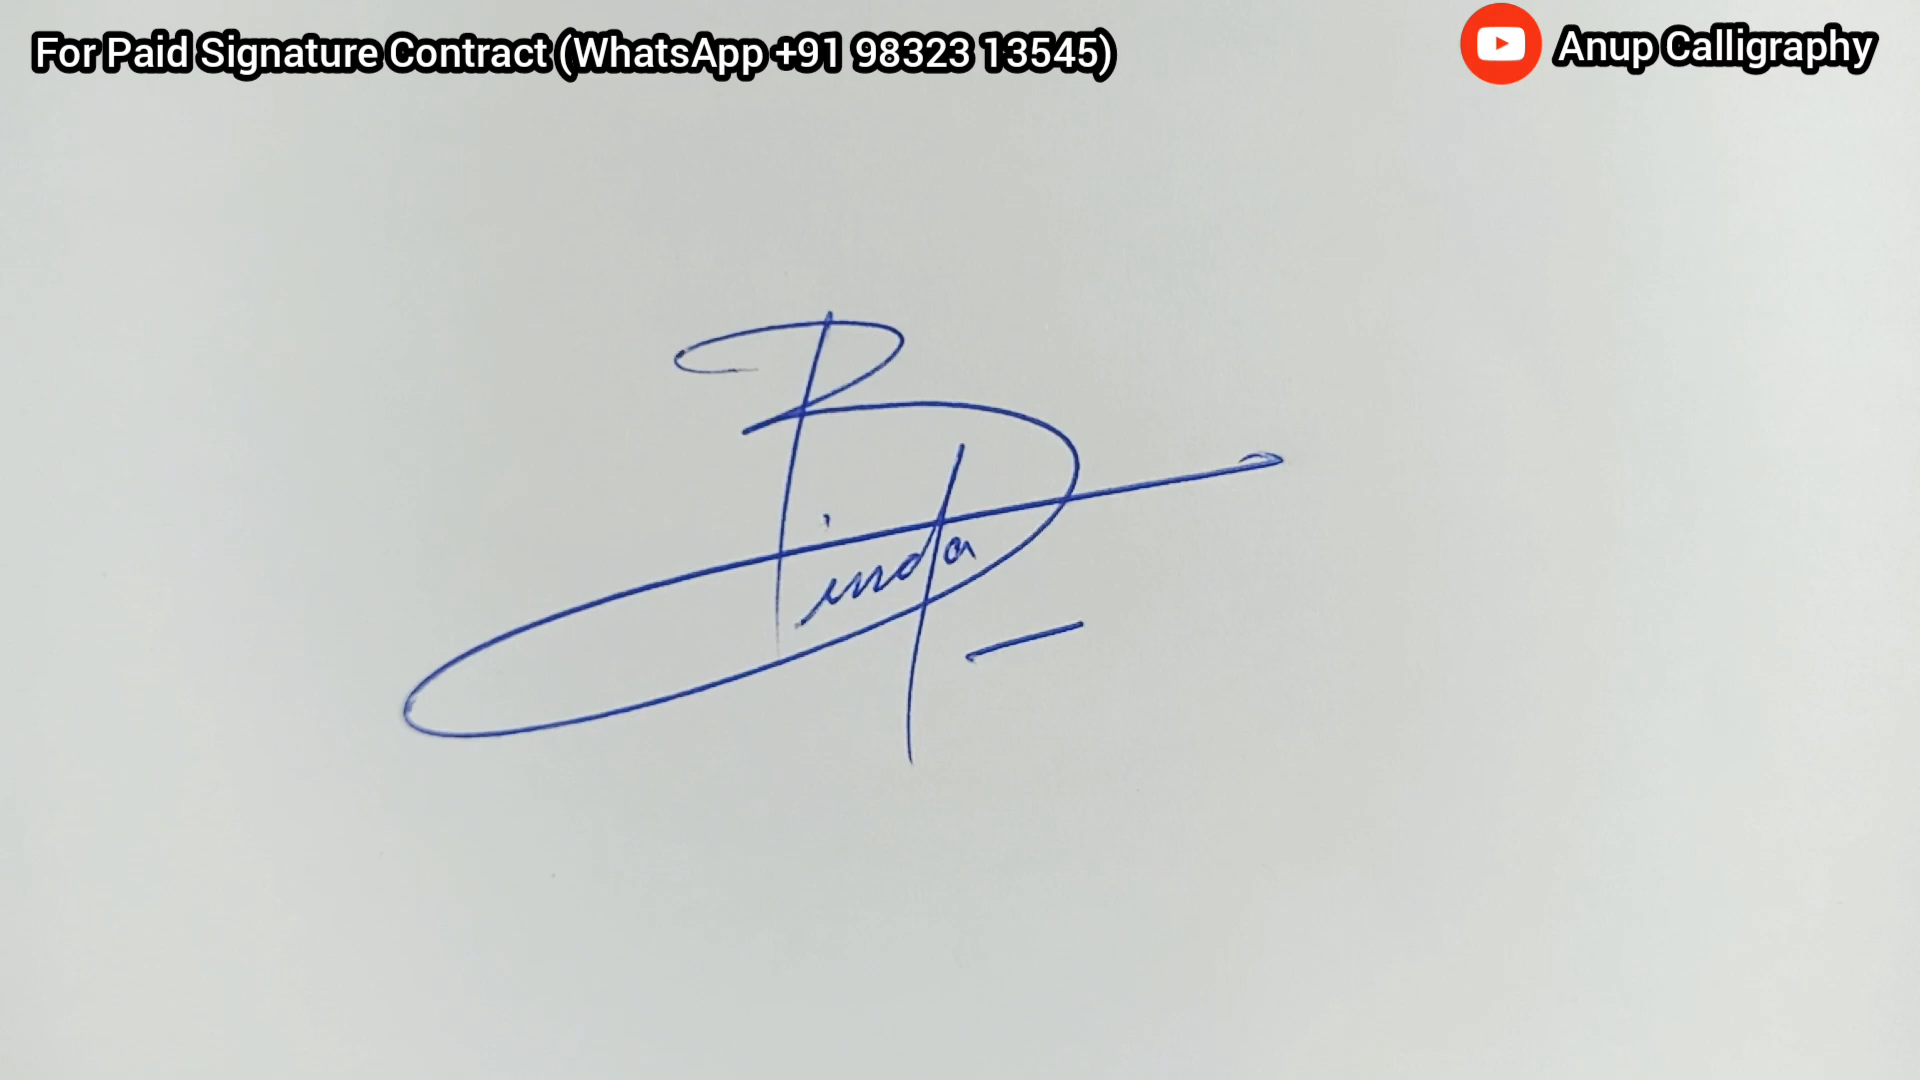 For Paid Signature Contract (WhatsApp +91 98323 13545)
Anup Calligraphy
Binda